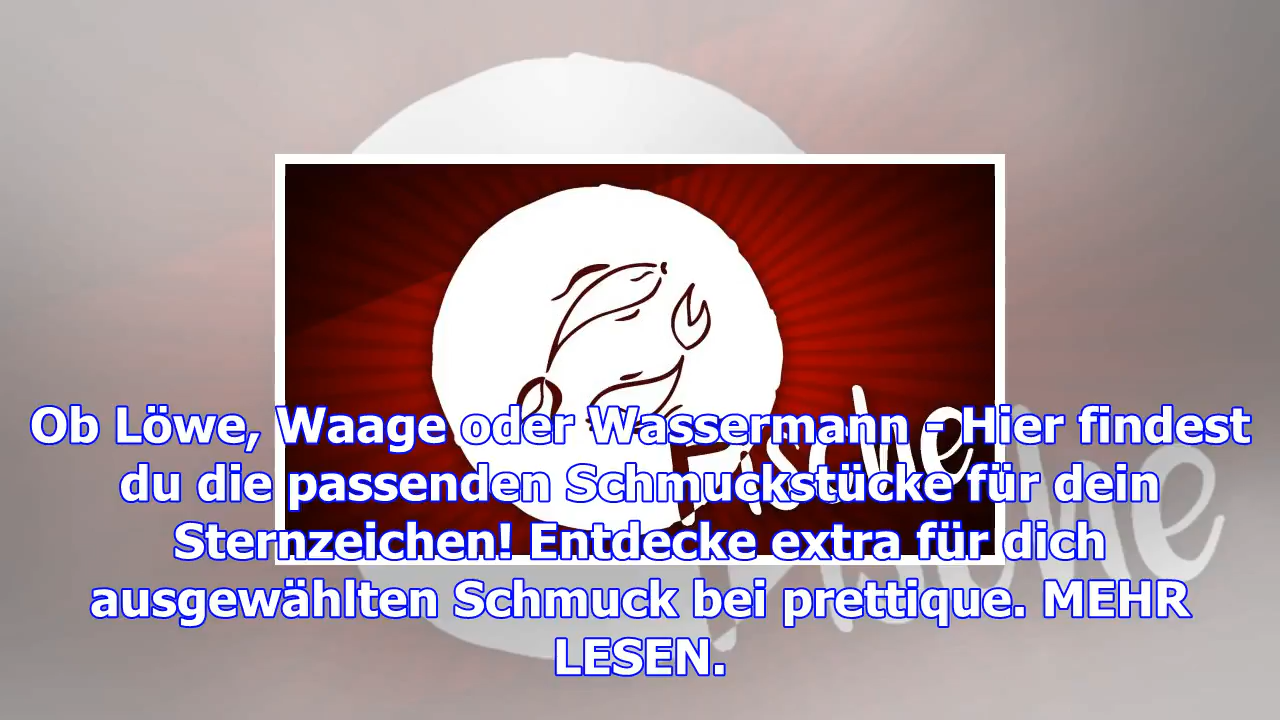 Fische
Ob Löwe, Waage oder Wassermann - Hier findest
du die passenden Schmuckstücke für dein
Sternzeichen! Entdecke extra für dich
ausgewählten Schmuck bei prettique. MEHR
LESEN.